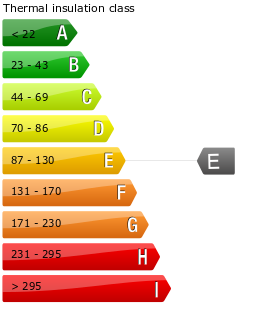 Thermal insulation class
< 22 A
23 - 43 B
44 - 69 C
70 - 86 D
87 - 130 E E
131 - 170 F
171 - 230 G
231 - 295 H
> 295 I